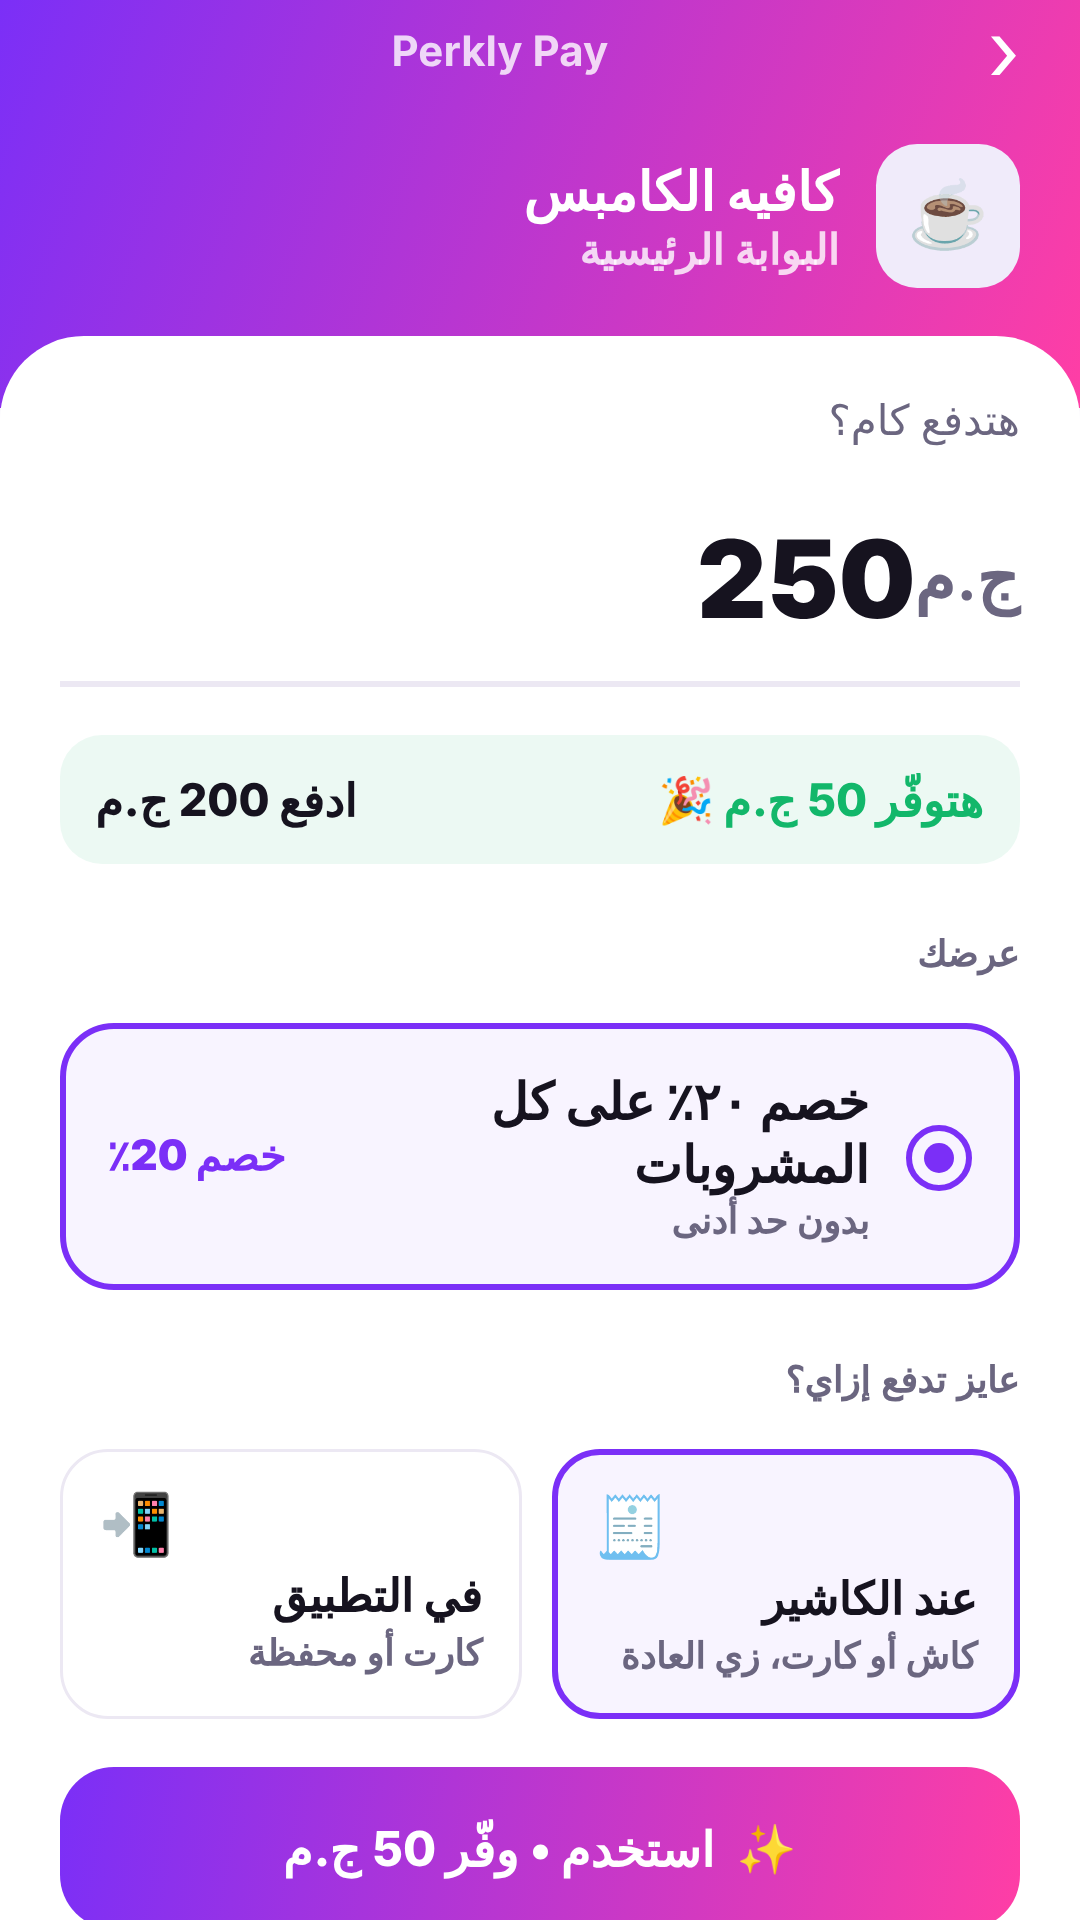 Perkly Pay
كافيه الكامبس
البوابة الرئيسية
هتدفع كام؟
ج.م 250
هتوفّر 50 ج.م 🎉
ادفع 200 ج.م
عرضك
خصم ٢٠٪ على كل
المشروبات
بدون حد أدنى
خصم 20٪
عايز تدفع إزاي؟
عند الكاشير
كاش أو كارت، زي العادة
في التطبيق
كارت أو محفظة
✨ استخدم • وفّر 50 ج.م